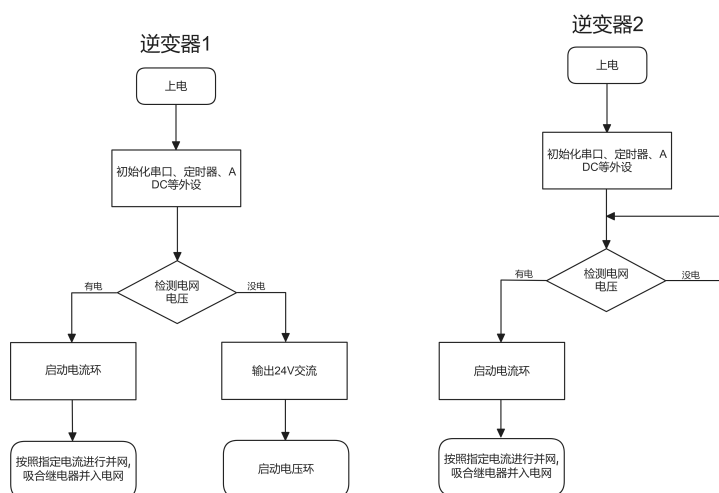 逆变器1
上电
初始化串口、定时器、A
DC等外设
检测电网
电压
有电
没电
启动电流环
输出24V交流
按照指定电流进行并网,
吸合继电器并入电网
启动电压环
逆变器2
上电
初始化串口、定时器、A
DC等外设
检测电网
电压
有电
没电
启动电流环
按照指定电流进行并网,
吸合继电器并入电网